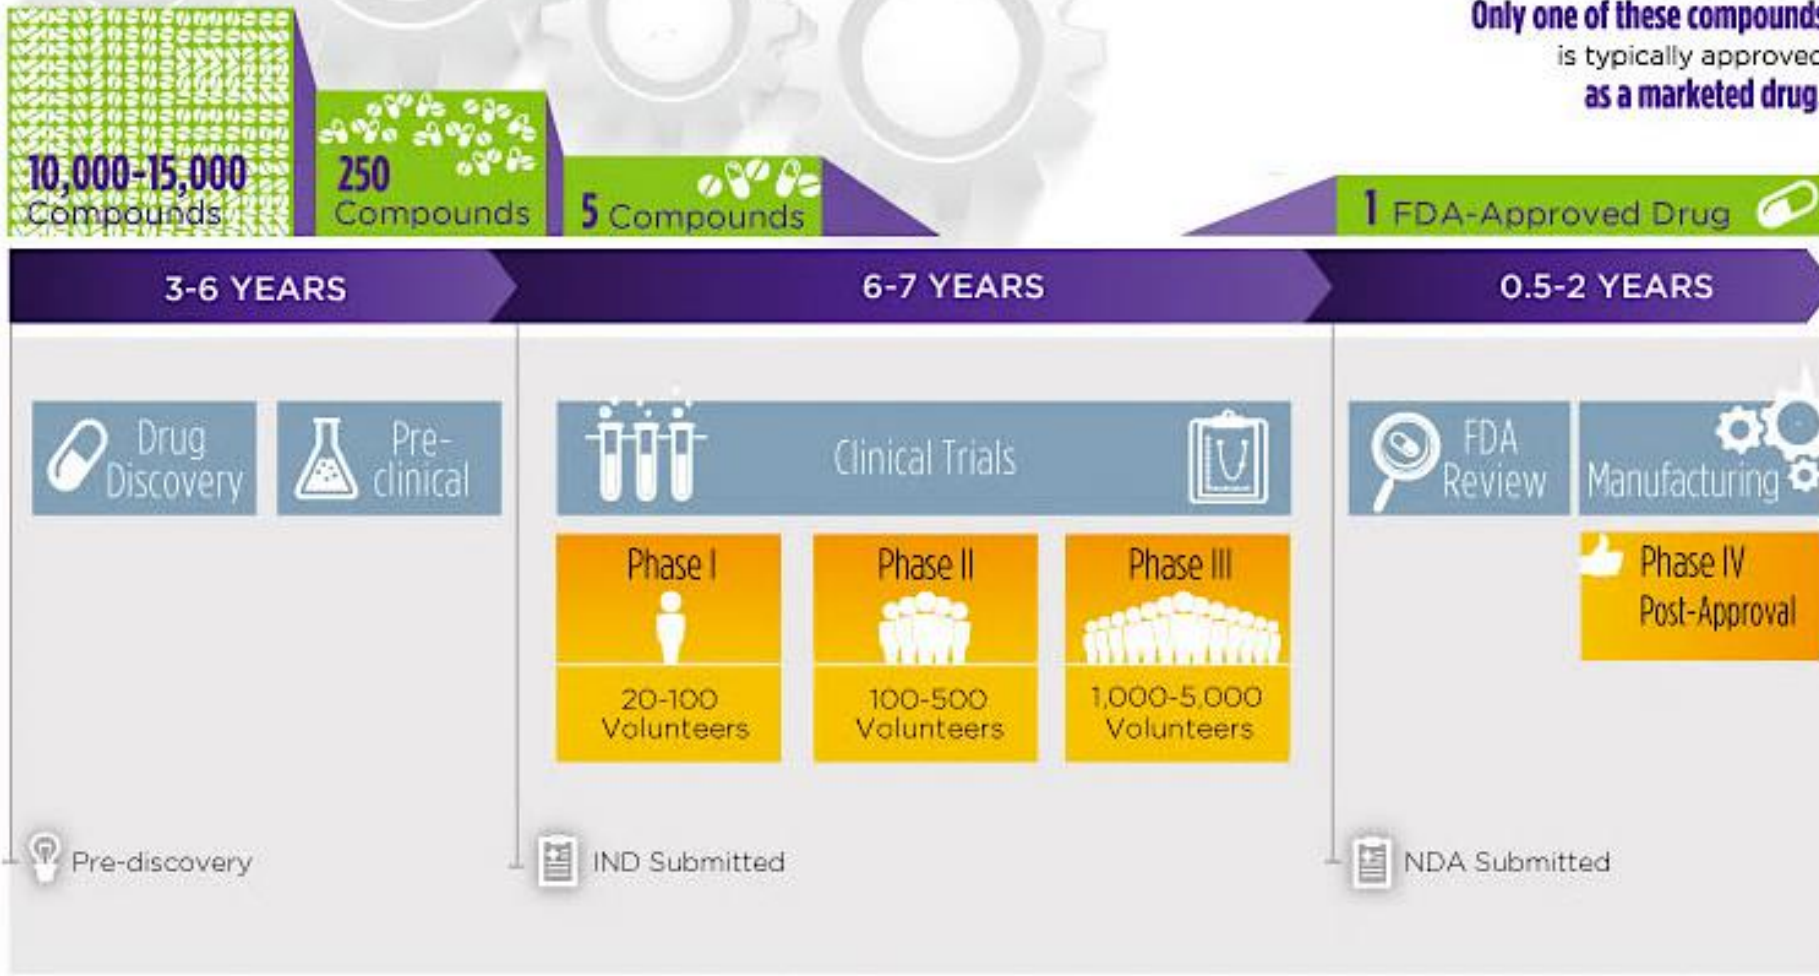 Only one of these compounds
is typically approved
as a marketed drug
10,000-15,000
Compounds
250
Compounds
5 Compounds
1 FDA-Approved Drug
3-6 YEARS
6-7 YEARS
0.5-2 YEARS
Drug
Discovery
Pre-
clinical
Clinical Trials
FDA
Review
Manufacturing
Phase I
20-100
Volunteers
Phase II
100-500
Volunteers
Phase III
1,000-5,000
Volunteers
Phase IV
Post-Approval
Pre-discovery
IND Submitted
NDA Submitted